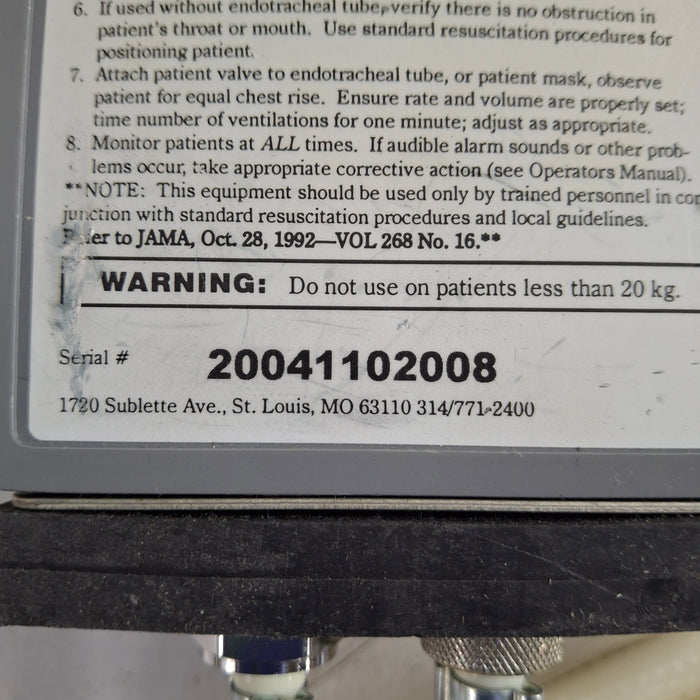 6. If used without endotracheal tube, verify there is no obstruction in
patient's throat or mouth. Use standard resuscitation procedures for
positioning patient.
7. Attach patient valve to endotracheal tube, or patient mask, observe
patient for equal chest rise. Ensure rate and volume are properly set;
time number of ventilations for one minute; adjust as appropriate.
8. Monitor patients at ALL times. If audible alarm sounds or other prob-
lems occur, take appropriate corrective action (see Operators Manual).
**NOTE: This equipment should be used only by trained personnel in con
junction with standard resuscitation procedures and local guidelines.
Refer to JAMA, Oct. 28, 1992—VOL 268 No. 16.**
WARNING: Do not use on patients less than 20 kg.
Serial # 20041102008
1720 Sublette Ave., St. Louis, MO 63110 314/771-2400